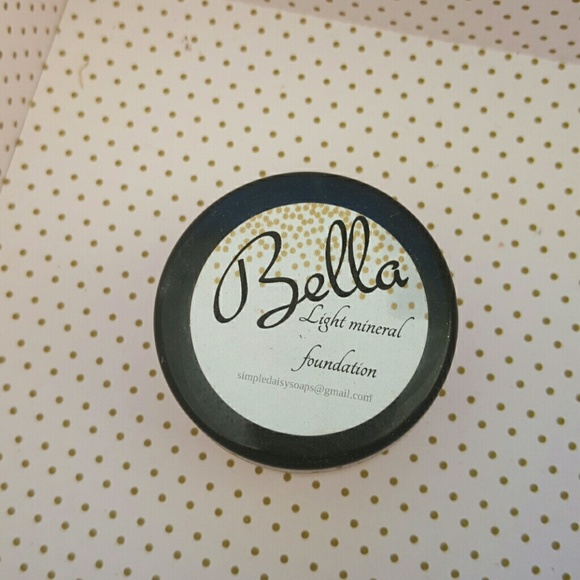 Bella
Light mineral
foundation
simpledaisysoaps@gmail.com